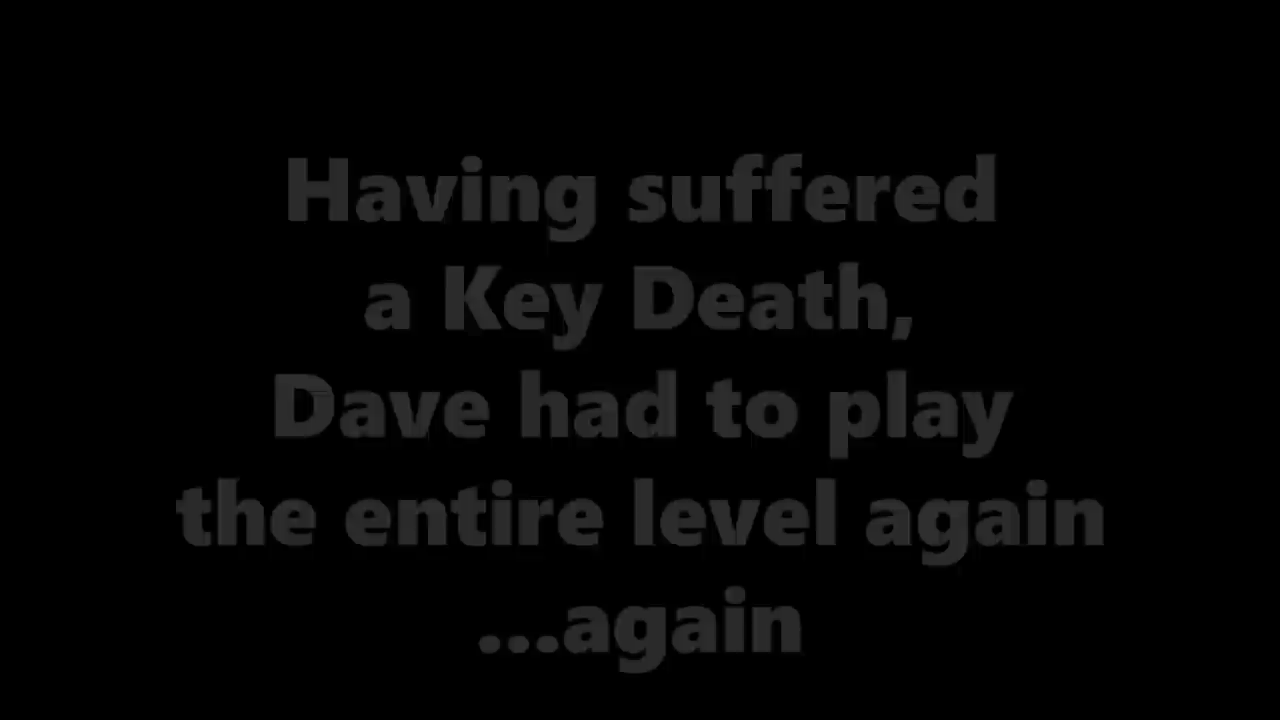 Having suffered
a Key Death,
Dave had to play
the entire level again
...again